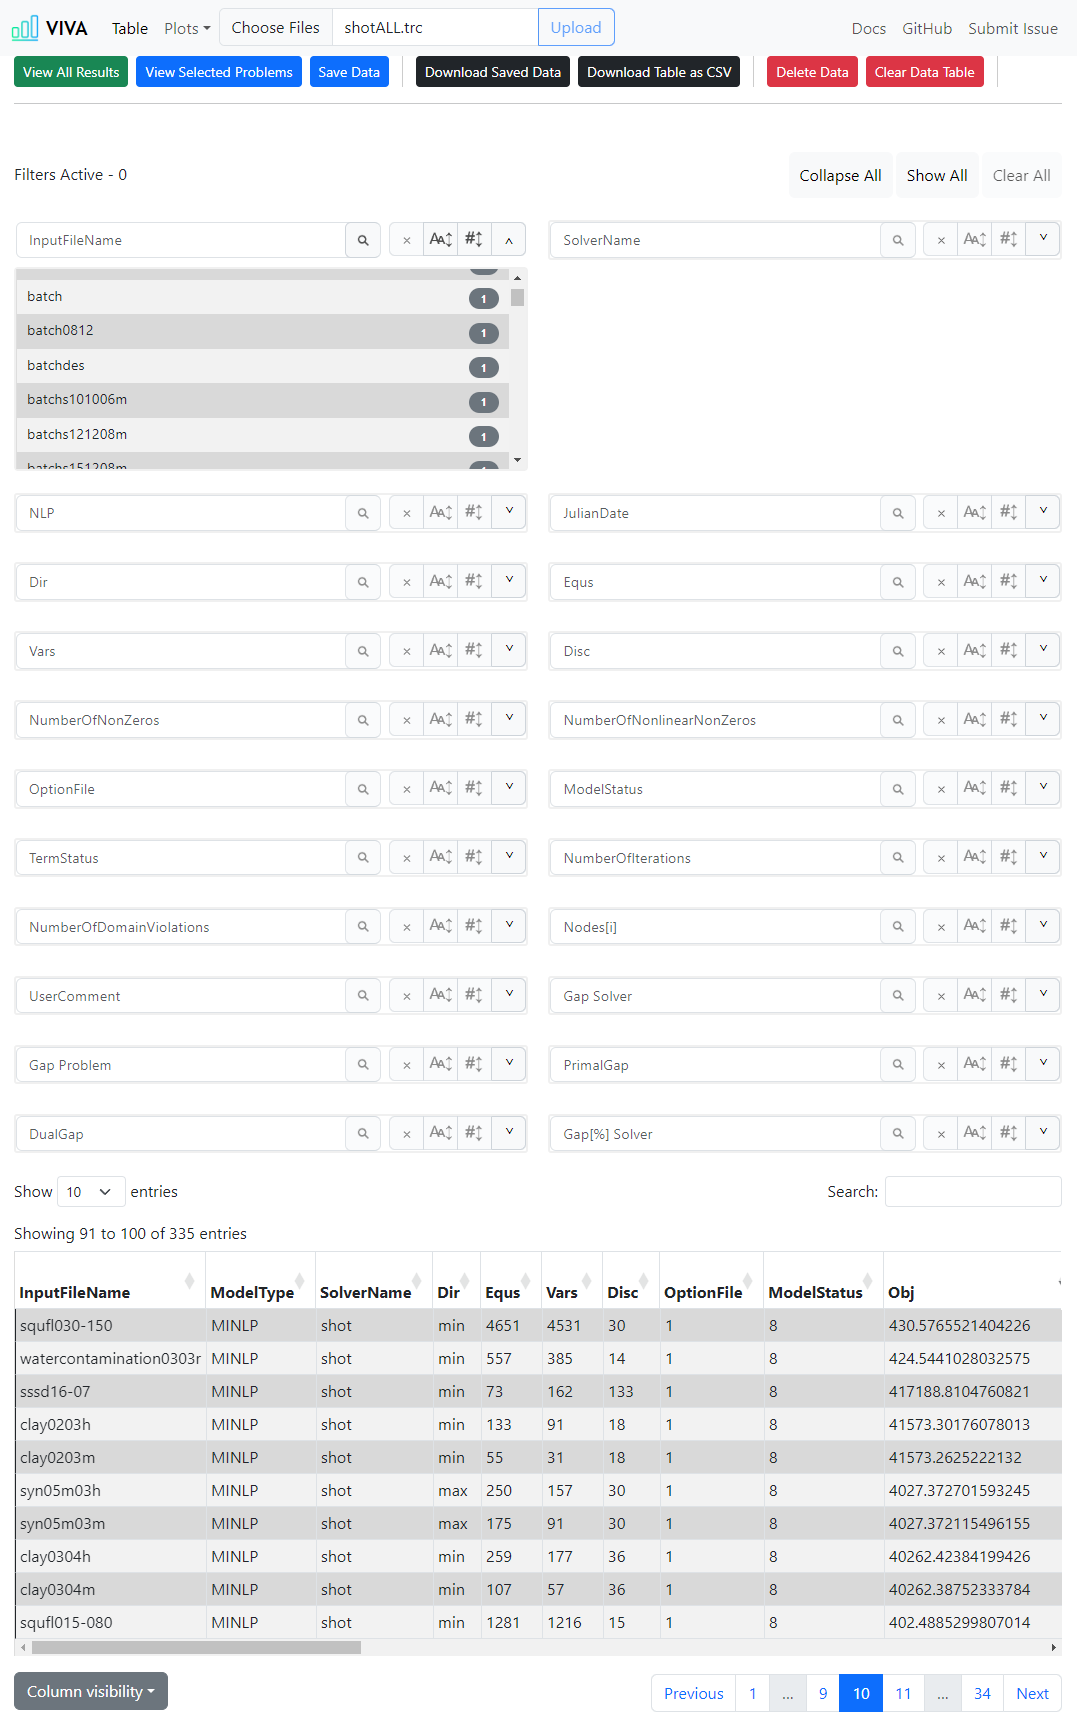 VIVA Table Plots Choose Files shotALL.trc Upload Docs GitHub Submit Issue
View All Results View Selected Problems Save Data Download Saved Data Download Table as CSV Delete Data Clear Data Table
Filters Active - 0 Collapse All Show All Clear All
InputFileName SolverName
batch 1
batch0812 1
batchdes 1
batchs101006m 1
batchs121208m 1
batchs151208m
NLP JulianDate
Dir Equs
Vars Disc
NumberOfNonZeros NumberOfNonlinearNonZeros
OptionFile ModelStatus
TermStatus NumberOfIterations
NumberOfDomainViolations Nodes[i]
UserComment Gap Solver
Gap Problem PrimalGap
DualGap Gap[%] Solver
Show 10 entries Search:
Showing 91 to 100 of 335 entries
InputFileName ModelType SolverName Dir Equs Vars Disc OptionFile ModelStatus Obj
squfl030-150 MINLP shot min 4651 4531 30 1 8 430.5765521404226
watercontamination0303r MINLP shot min 557 385 14 1 8 424.5441028032575
sssd16-07 MINLP shot min 73 162 133 1 8 417188.8104760821
clay0203h MINLP shot min 133 91 18 1 8 41573.30176078013
clay0203m MINLP shot min 55 31 18 1 8 41573.2625222132
syn05m03h MINLP shot max 250 157 30 1 8 4027.372701593245
syn05m03m MINLP shot max 175 91 30 1 8 4027.372115496155
clay0304h MINLP shot min 259 177 36 1 8 40262.42384199426
clay0304m MINLP shot min 107 57 36 1 8 40262.38752333784
squfl015-080 MINLP shot min 1281 1216 15 1 8 402.4885299807014
Column visibility Previous 1 ... 9 10 11 ... 34 Next